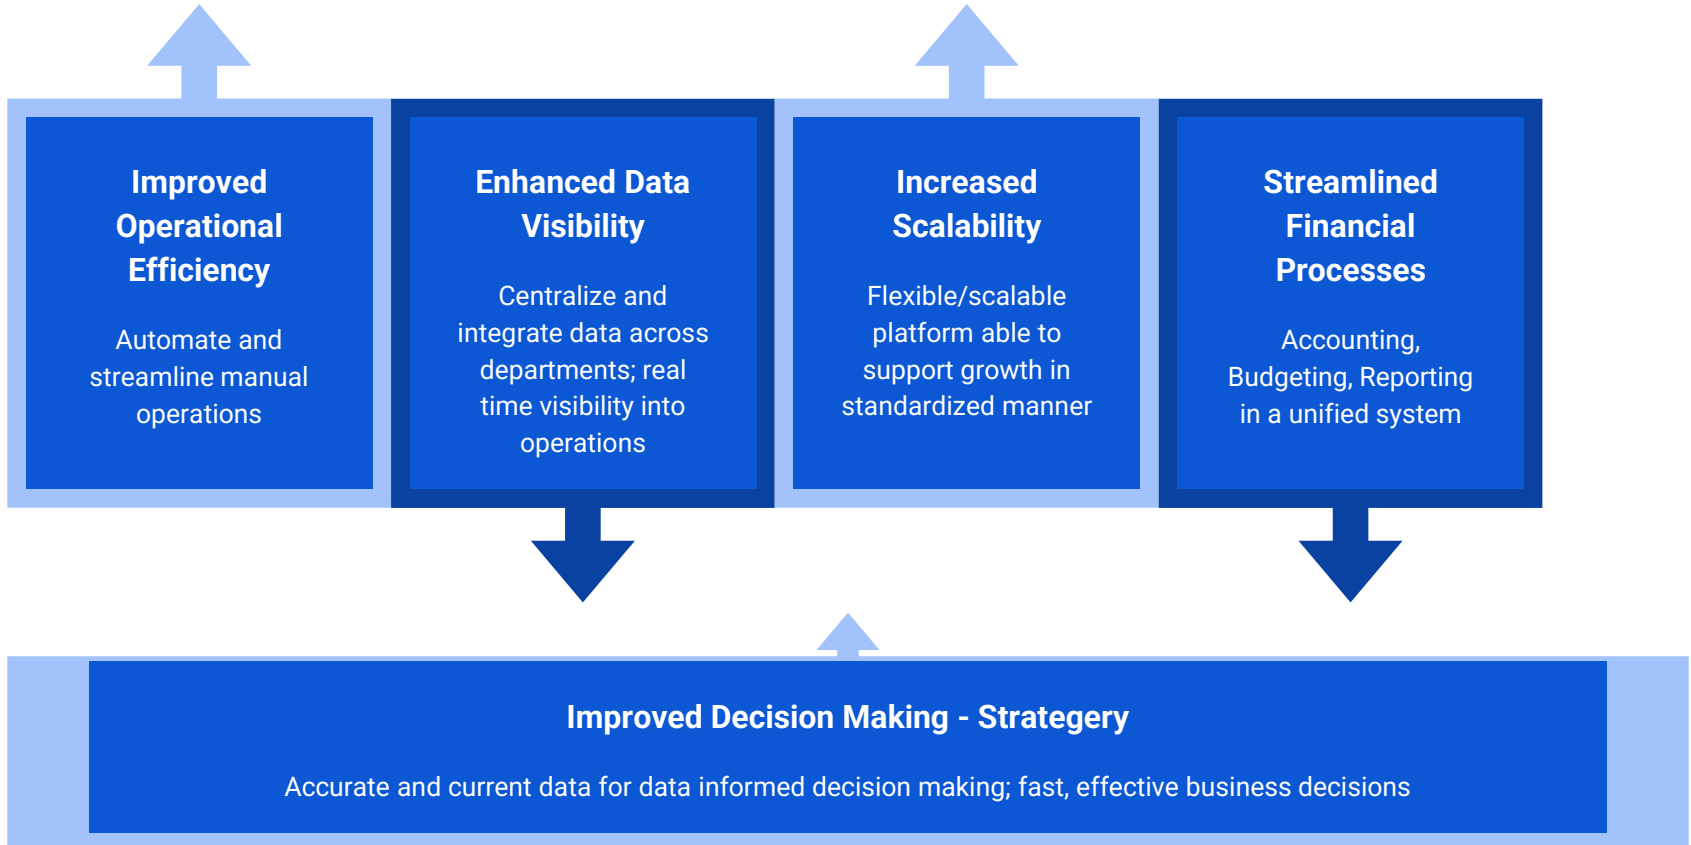 Improved
Operational
Efficiency
Automate and
streamline manual
operations
Enhanced Data
Visibility
Centralize and
integrate data across
departments; real
time visibility into
operations
Increased
Scalability
Flexible/scalable
platform able to
support growth in
standardized manner
Streamlined
Financial
Processes
Accounting,
Budgeting, Reporting
in a unified system
Improved Decision Making - Strategery
Accurate and current data for data informed decision making; fast, effective business decisions